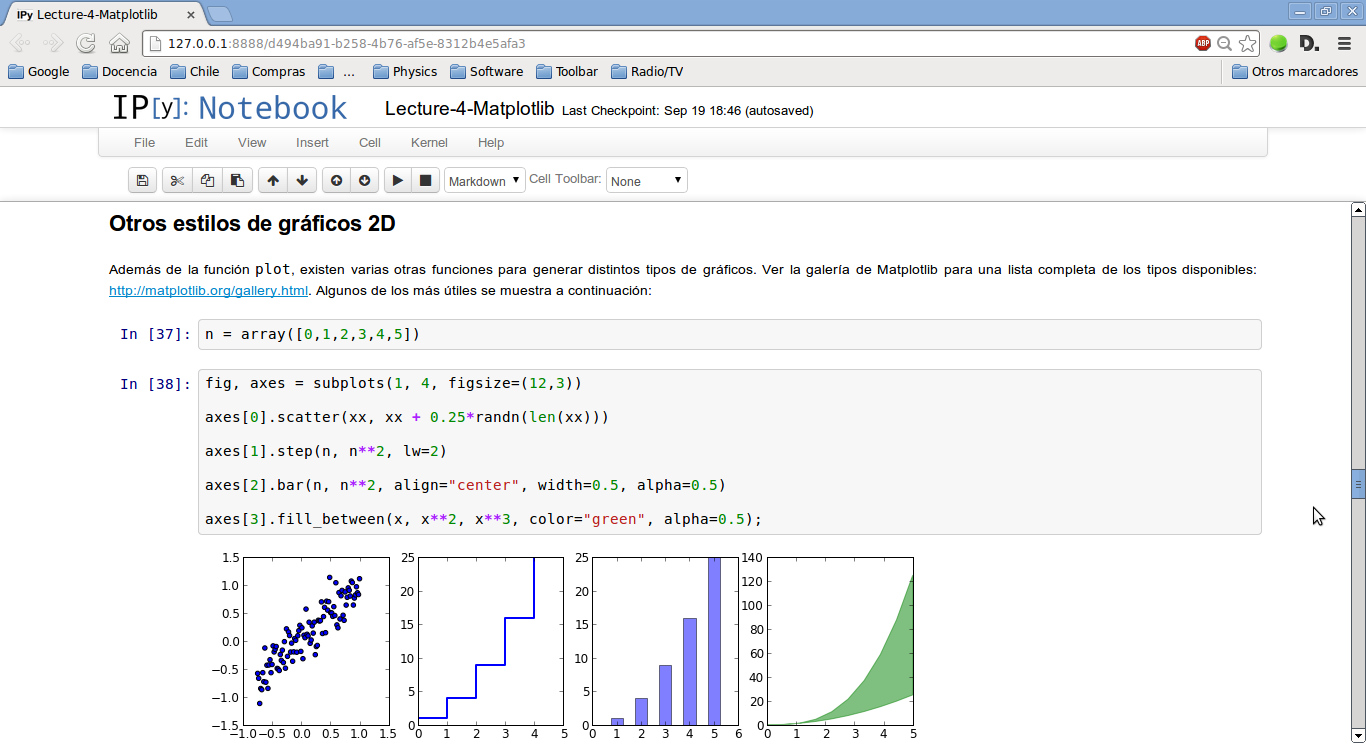 IPy Lecture-4-Matplotlib
127.0.0.1:8888/d494ba91-b258-4b76-af5e-8312b4e5afa3
ABP
D.
Google Docencia Chile Compras ... Physics Software Toolbar Radio/TV Otros marcadores
IP[y]: Notebook Lecture-4-Matplotlib Last Checkpoint: Sep 19 18:46 (autosaved)
File Edit View Insert Cell Kernel Help
Markdown Cell Toolbar: None
Otros estilos de gráficos 2D
Además de la función plot, existen varias otras funciones para generar distintos tipos de gráficos. Ver la galería de Matplotlib para una lista completa de los tipos disponibles:
http://matplotlib.org/gallery.html. Algunos de los más útiles se muestra a continuación:
In [37]: n = array([0,1,2,3,4,5])
In [38]: fig, axes = subplots(1, 4, figsize=(12,3))
axes[0].scatter(xx, xx + 0.25*randn(len(xx)))
axes[1].step(n, n**2, lw=2)
axes[2].bar(n, n**2, align="center", width=0.5, alpha=0.5)
axes[3].fill_between(x, x**2, x**3, color="green", alpha=0.5);
1.5
1.0
0.5
0.0
−0.5
−1.0
−1.5
−1.0 −0.5 0.0 0.5 1.0 1.5
25
20
15
10
5
0
0 1 2 3 4 5
25
20
15
10
5
0
0 1 2 3 4 5 6
140
120
100
80
60
40
20
0
0 1 2 3 4 5